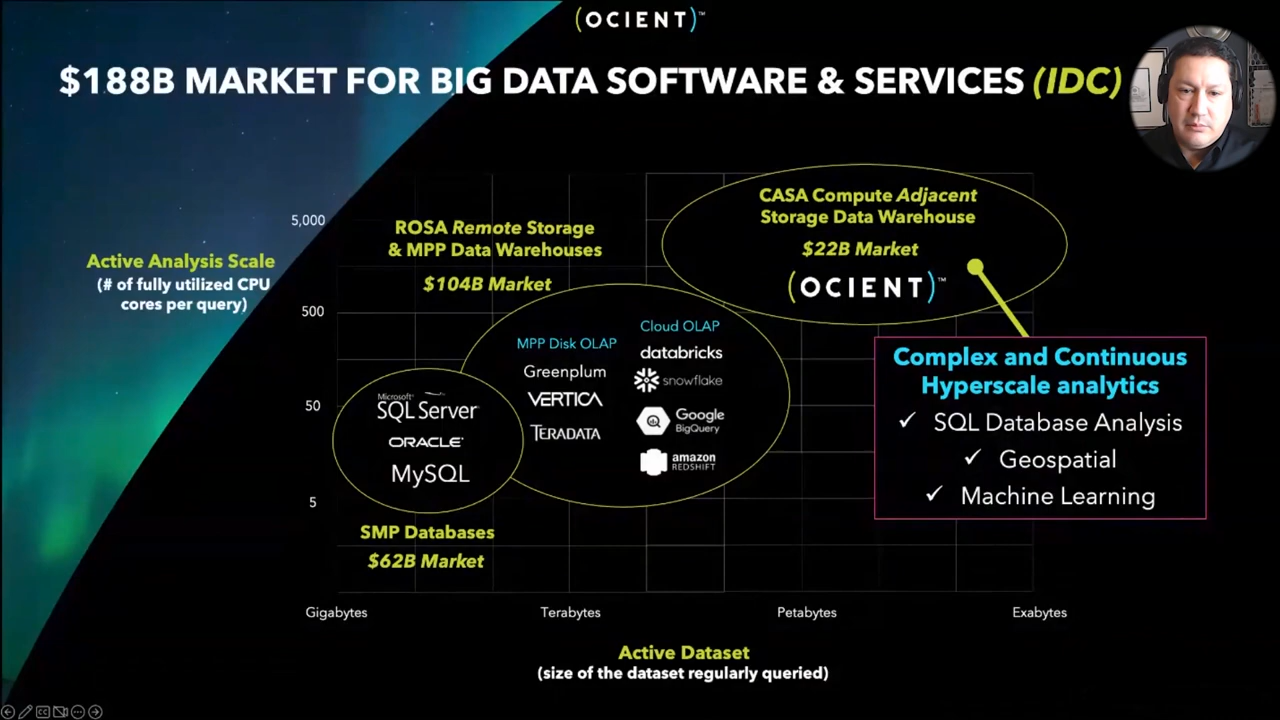 (OCIENT)™
$188B MARKET FOR BIG DATA SOFTWARE & SERVICES (IDC)
Active Analysis Scale
(# of fully utilized CPU
cores per query)
5,000
500
50
5
ROSA Remote Storage
& MPP Data Warehouses
$104B Market
CASA Compute Adjacent
Storage Data Warehouse
$22B Market
(OCIENT)™
MPP Disk OLAP
Greenplum
VERTICA
TERADATA
Cloud OLAP
databricks
snowflake
Google
BigQuery
amazon
REDSHIFT
Microsoft
SQL Server
ORACLE
MySQL
SMP Databases
$62B Market
Complex and Continuous
Hyperscale analytics
✓ SQL Database Analysis
✓ Geospatial
✓ Machine Learning
Gigabytes
Terabytes
Petabytes
Exabytes
Active Dataset
(size of the dataset regularly queried)